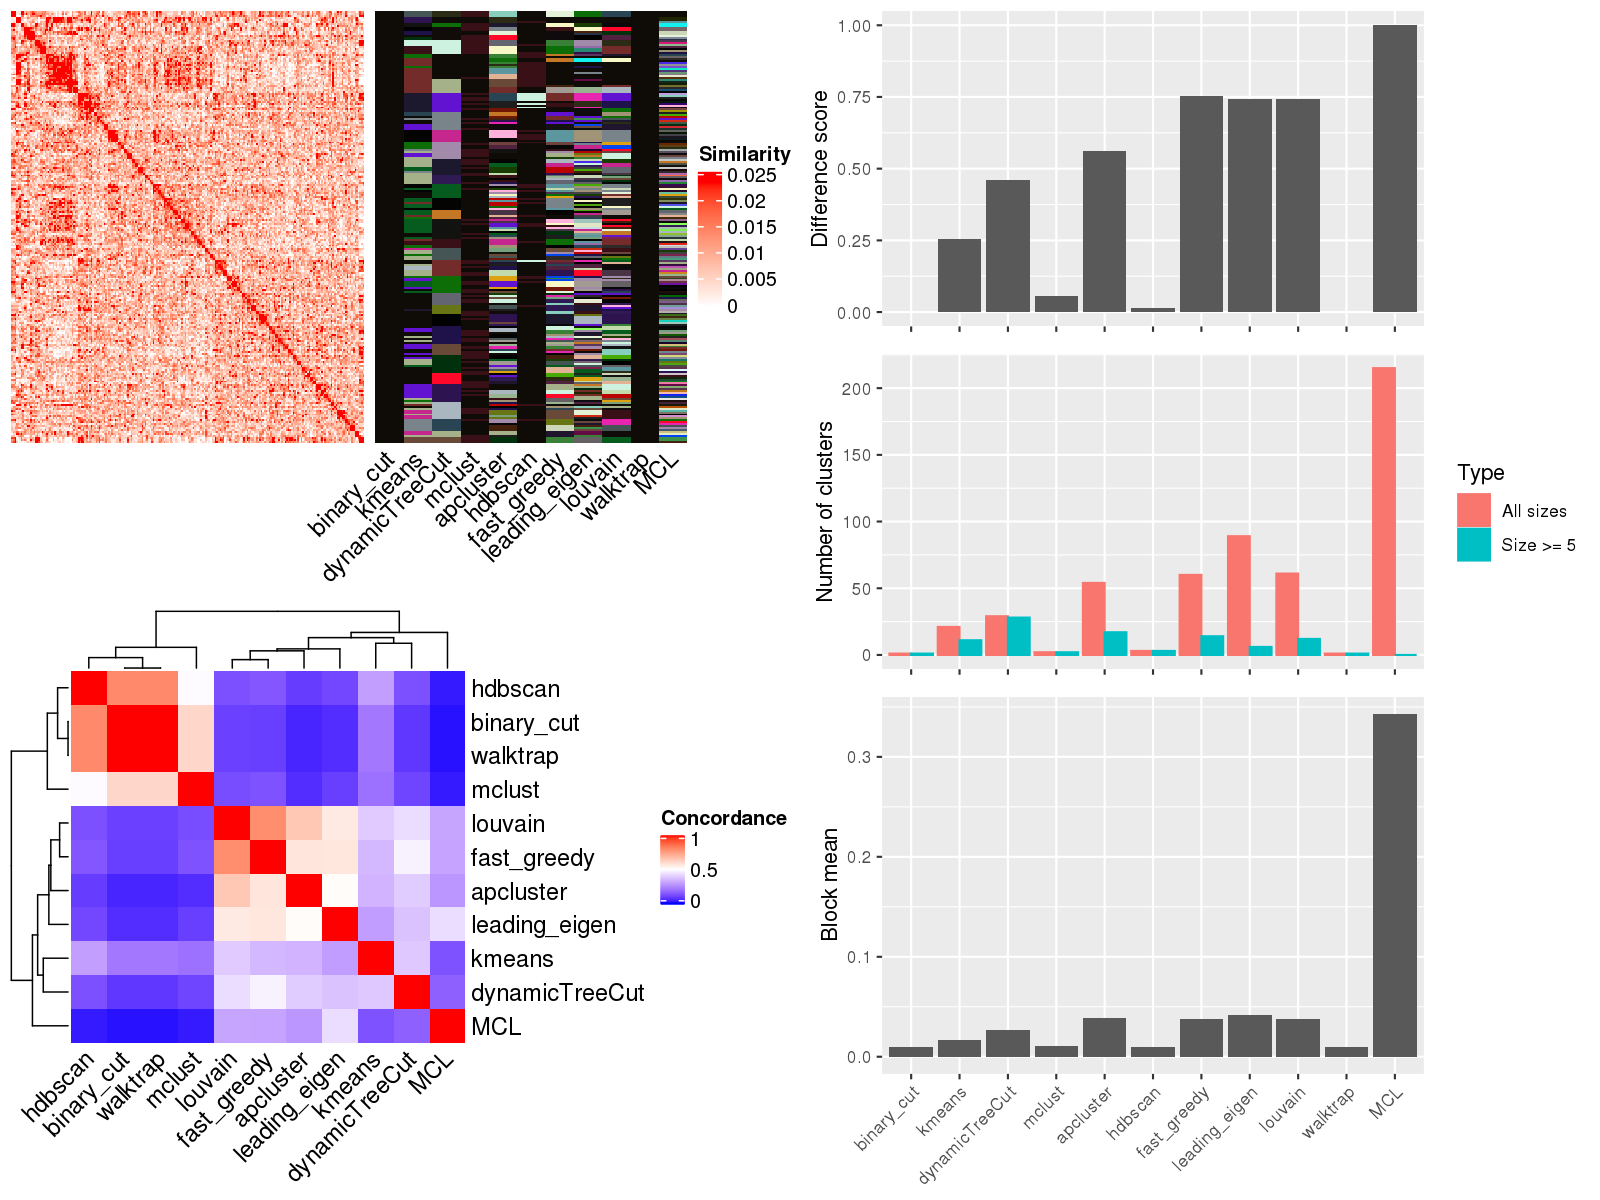 Similarity
0.025
0.02
0.015
0.01
0.005
0
binary_cut
kmeans
dynamicTreeCut
mclust
apcluster
hdbscan
fast_greedy
leading_eigen
louvain
walktrap
MCL
hdbscan
binary_cut
walktrap
mclust
louvain
fast_greedy
apcluster
leading_eigen
kmeans
dynamicTreeCut
MCL
hdbscan
binary_cut
walktrap
mclust
louvain
fast_greedy
apcluster
leading_eigen
kmeans
dynamicTreeCut
MCL
Concordance
1
0.5
0
Difference score
1.00
0.75
0.50
0.25
0.00
Number of clusters
200
150
100
50
0
Type
All sizes
Size >= 5
Block mean
0.3
0.2
0.1
0.0
binary_cut
kmeans
dynamicTreeCut
mclust
apcluster
hdbscan
fast_greedy
leading_eigen
louvain
walktrap
MCL